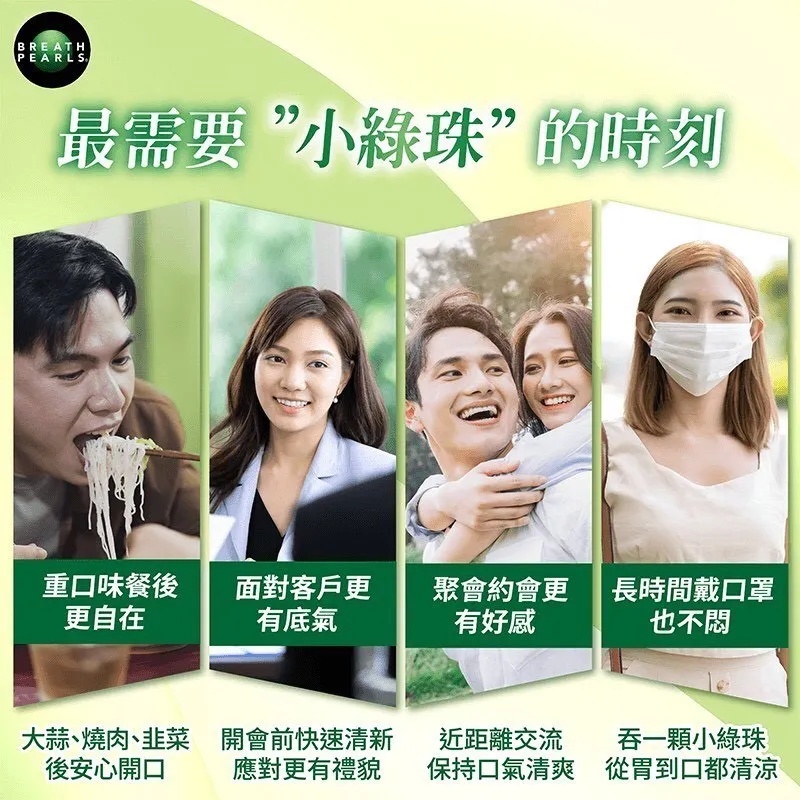 BREATH
PEARLS®
最需要 ”小綠珠” 的時刻
重口味餐後
更自在
面對客戶更
有底氣
聚會約會更
有好感
長時間戴口罩
也不悶
大蒜、燒肉、韭菜
後安心開口
開會前快速清新
應對更有禮貌
近距離交流
保持口氣清爽
吞一顆小綠珠
從胃到口都清涼